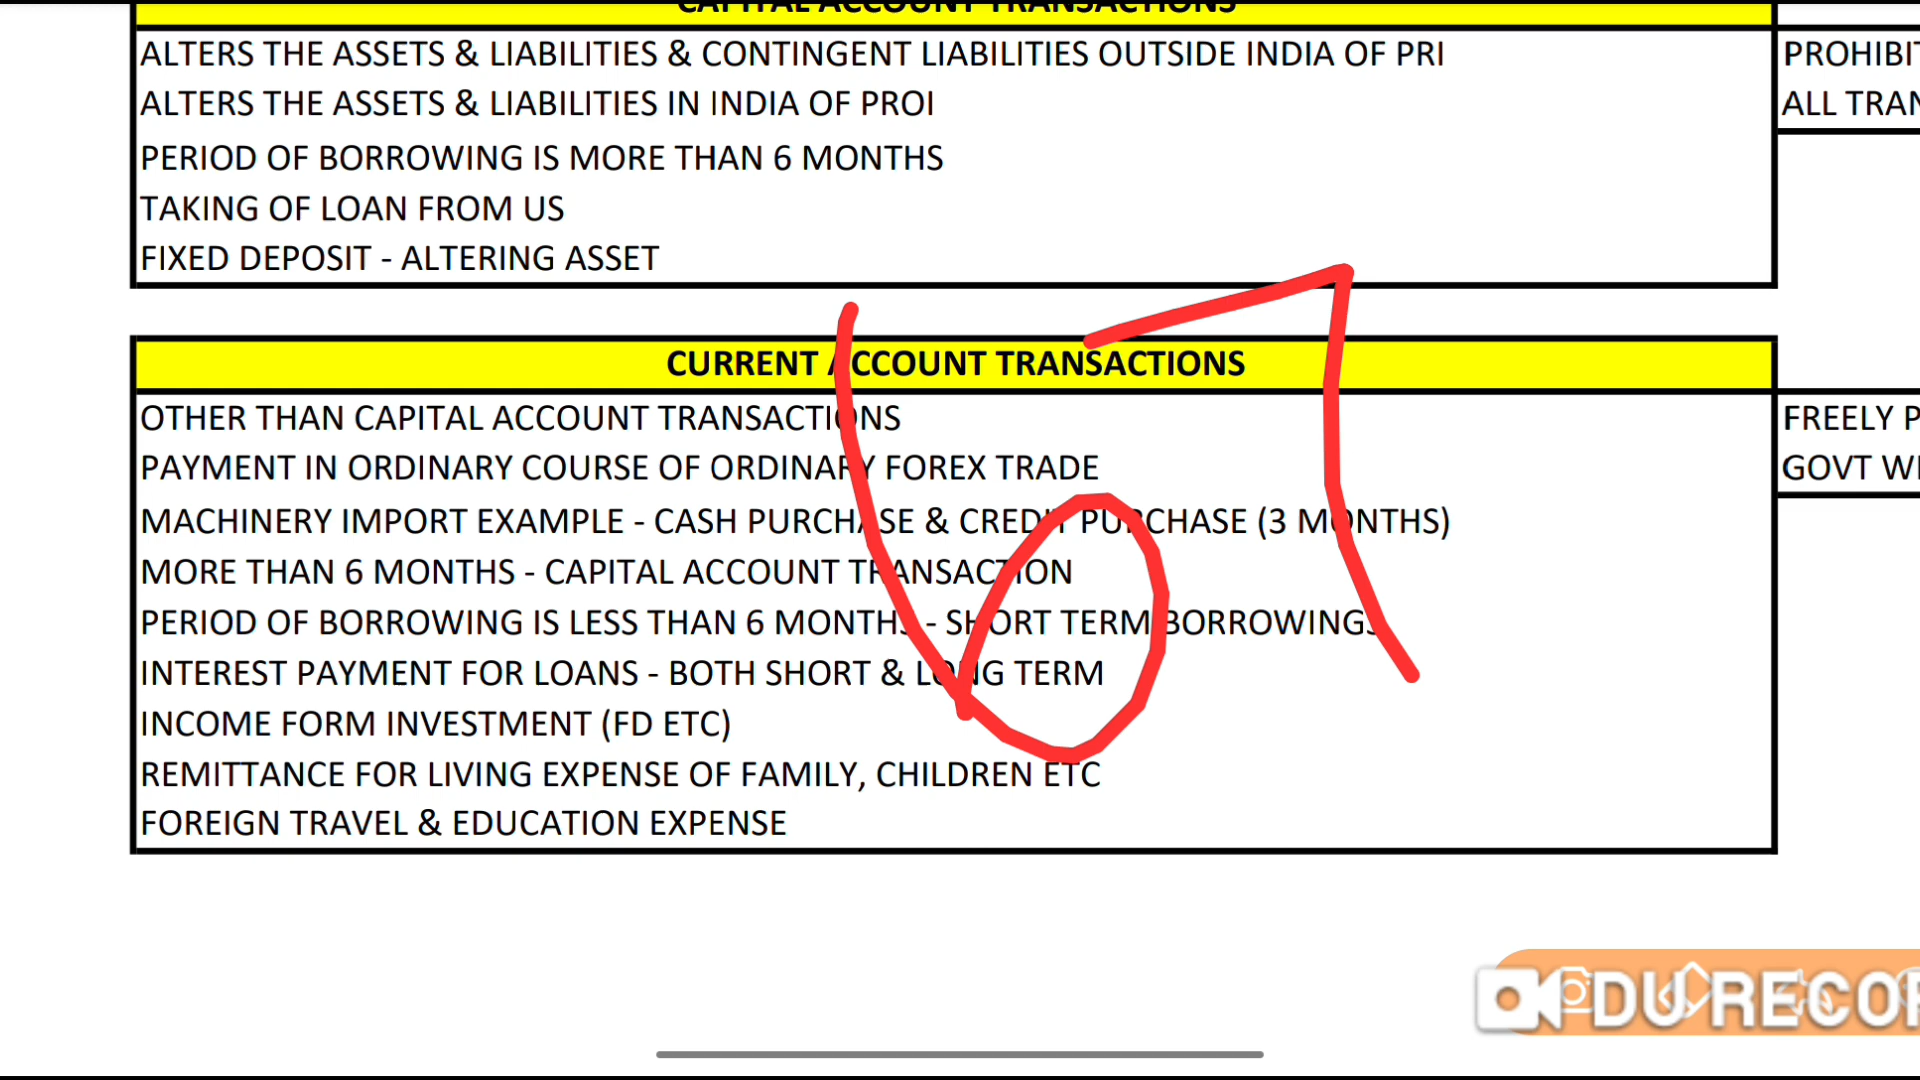 CAPITAL ACCOUNT TRANSACTIONS
ALTERS THE ASSETS & LIABILITIES & CONTINGENT LIABILITIES OUTSIDE INDIA OF PRI
PROHIBIT
ALTERS THE ASSETS & LIABILITIES IN INDIA OF PROI
ALL TRAN
PERIOD OF BORROWING IS MORE THAN 6 MONTHS
TAKING OF LOAN FROM US
FIXED DEPOSIT - ALTERING ASSET
CURRENT ACCOUNT TRANSACTIONS
OTHER THAN CAPITAL ACCOUNT TRANSACTIONS
FREELY P
PAYMENT IN ORDINARY COURSE OF ORDINARY FOREX TRADE
GOVT WI
MACHINERY IMPORT EXAMPLE - CASH PURCHASE & CREDIT PURCHASE (3 MONTHS)
MORE THAN 6 MONTHS - CAPITAL ACCOUNT TRANSACTION
PERIOD OF BORROWING IS LESS THAN 6 MONTHS - SHORT TERM BORROWINGS
INTEREST PAYMENT FOR LOANS - BOTH SHORT & LONG TERM
INCOME FORM INVESTMENT (FD ETC)
REMITTANCE FOR LIVING EXPENSE OF FAMILY, CHILDREN ETC
FOREIGN TRAVEL & EDUCATION EXPENSE
DU RECOR